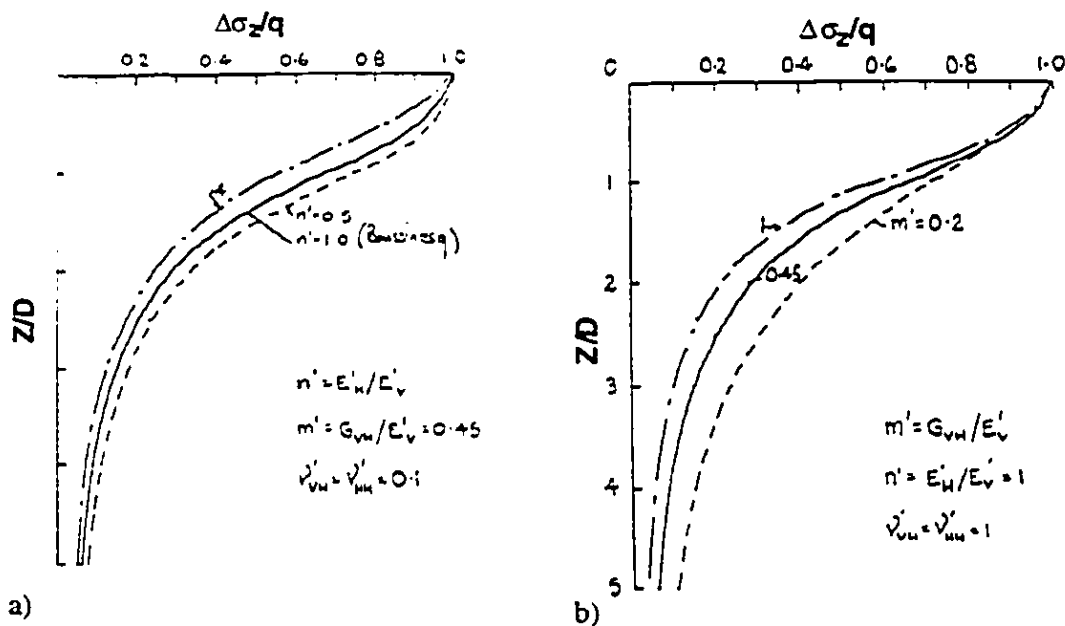 Δσz/q
0.2 0.4 0.6 0.8 1.0
n'=0.5
n'=1.0 (Boussinesq)
Z/D
n' = E'H/E'V
m' = GVH/E'V = 0.45
ν'VH = ν'HH = 0.1
a)
Δσz/q
0 0.2 0.4 0.6 0.8 1.0
1
1
m'=0.2
0.45
2
Z/D
3
m' = GVH/E'V
n' = E'H/E'V = 1
4
ν'VH = ν'HH = 1
5
b)